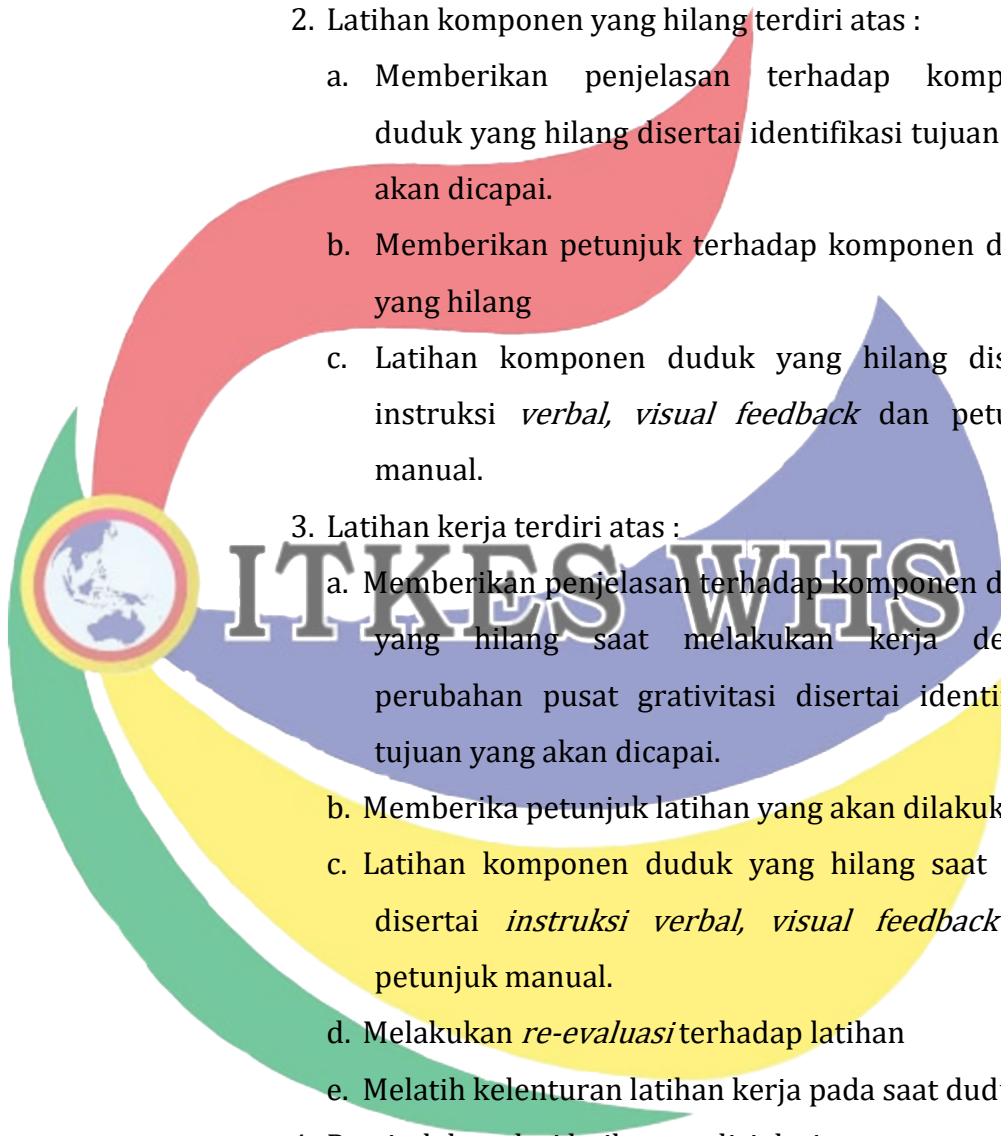 2. Latihan komponen yang hilang terdiri atas :
a. Memberikan penjelasan terhadap komp
duduk yang hilang disertai identifikasi tujuan
akan dicapai.
b. Memberikan petunjuk terhadap komponen d
yang hilang
c. Latihan komponen duduk yang hilang dis
instruksi verbal, visual feedback dan petu
manual.
3. Latihan kerja terdiri atas :
ITKES WHS
a. Memberikan penjelasan terhadap komponen d
yang hilang saat melakukan kerja de
perubahan pusat grativitasi disertai identi
tujuan yang akan dicapai.
b. Memberika petunjuk latihan yang akan dilakuk
c. Latihan komponen duduk yang hilang saat
disertai instruksi verbal, visual feedback
petunjuk manual.
d. Melakukan re-evaluasi terhadap latihan
e. Melatih kelenturan latihan kerja pada saat dud